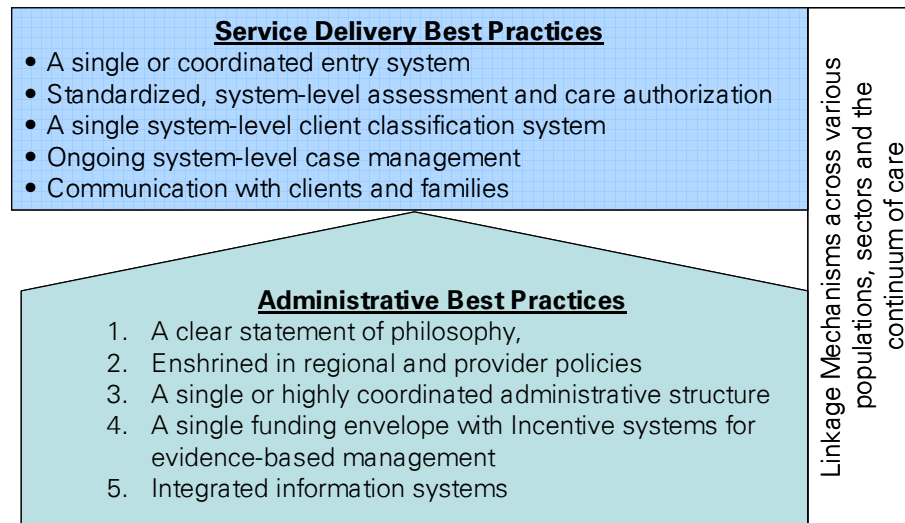 Service Delivery Best Practices
• A single or coordinated entry system
• Standardized, system-level assessment and care authorization
• A single system-level client classification system
• Ongoing system-level case management
• Communication with clients and families
Administrative Best Practices
1. A clear statement of philosophy,
2. Enshrined in regional and provider policies
3. A single or highly coordinated administrative structure
4. A single funding envelope with Incentive systems for
evidence-based management
5. Integrated information systems
Linkage Mechanisms across various
populations, sectors and the
continuum of care